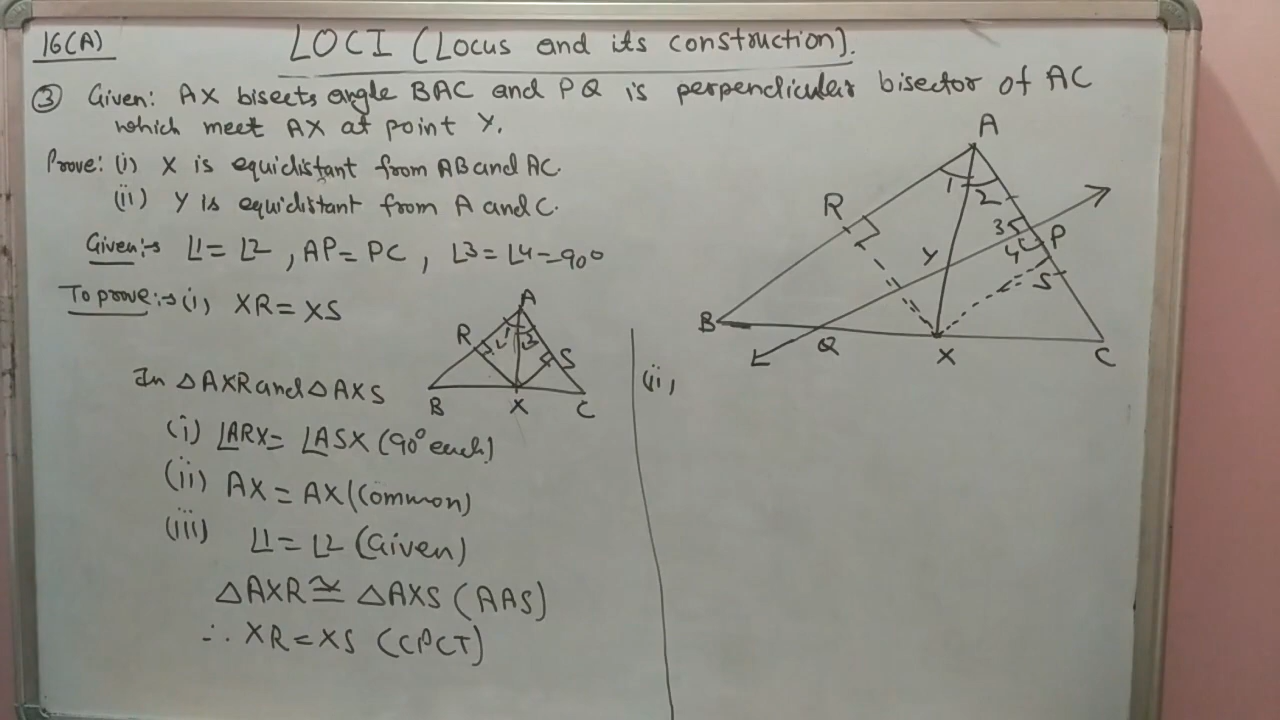 16(A)
LOCI (Locus and its construction).
③ Given: AX bisects angle BAC and PQ is perpendicular bisector of AC
which meet AX at point Y.
Prove: (i) X is equidistant from AB and AC.
(ii) Y is equidistant from A and C.
Given:→ ∠1 = ∠2 , AP = PC , ∠3 = ∠4 = 90°
To prove:→ (i) XR = XS
In △AXR and △AXS
(i) ∠ARX = ∠ASX (90° each)
(ii) AX = AX (Common)
(iii) ∠1 = ∠2 (Given)
△AXR ≅ △AXS (AAS)
∴ XR = XS (CPCT)
A
R
1
S
B
X
C
(ii)
A
1
2
R
3
P
Y
4
S
B
Q
X
C